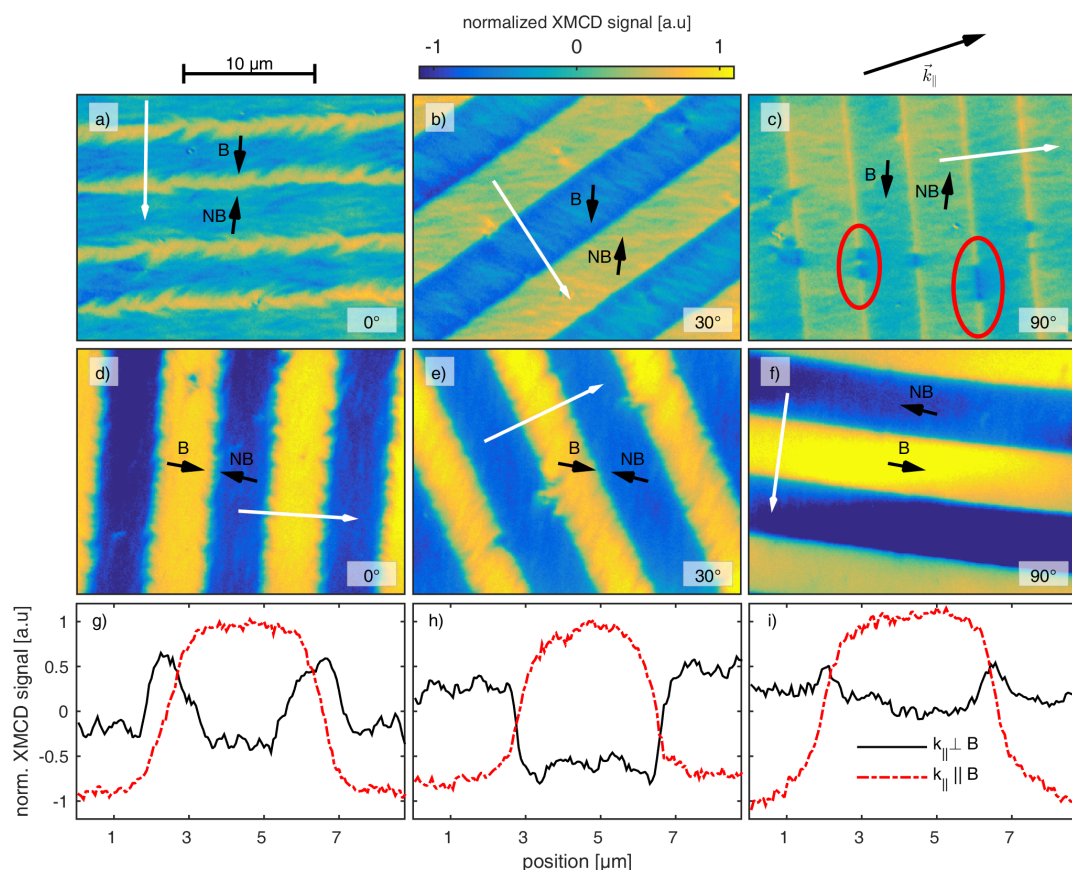 normalized XMCD signal [a.u]
-1 0 1
10 µm
k⃗∥
a) B NB 0°
b) B NB 30°
c) B NB 90°
d) B NB 0°
e) B NB 30°
f) NB B 90°
norm. XMCD signal [a.u]
1
0.5
0
-0.5
-1
g)
h)
i)
k∥ ⊥ B
k∥ || B
1 3 5 7
1 3 5 7
1 3 5 7
position [µm]